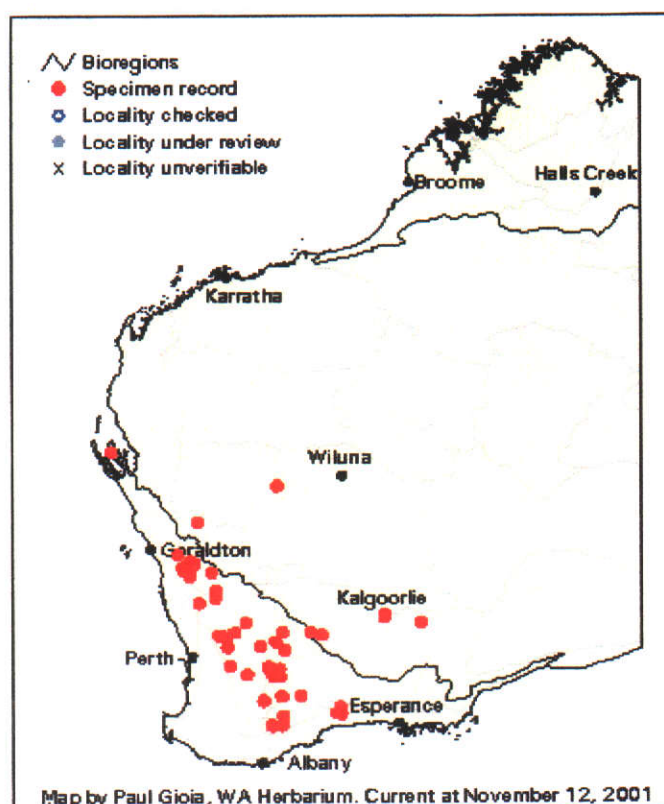 Bioregions
Specimen record
Locality checked
Locality under review
Locality unverifiable
Broome
Halls Creek
Karratha
Wiluna
Geraldton
Kalgoorlie
Perth
Esperance
Albany
Map by Paul Gioia, WA Herbarium. Current at November 12, 2001